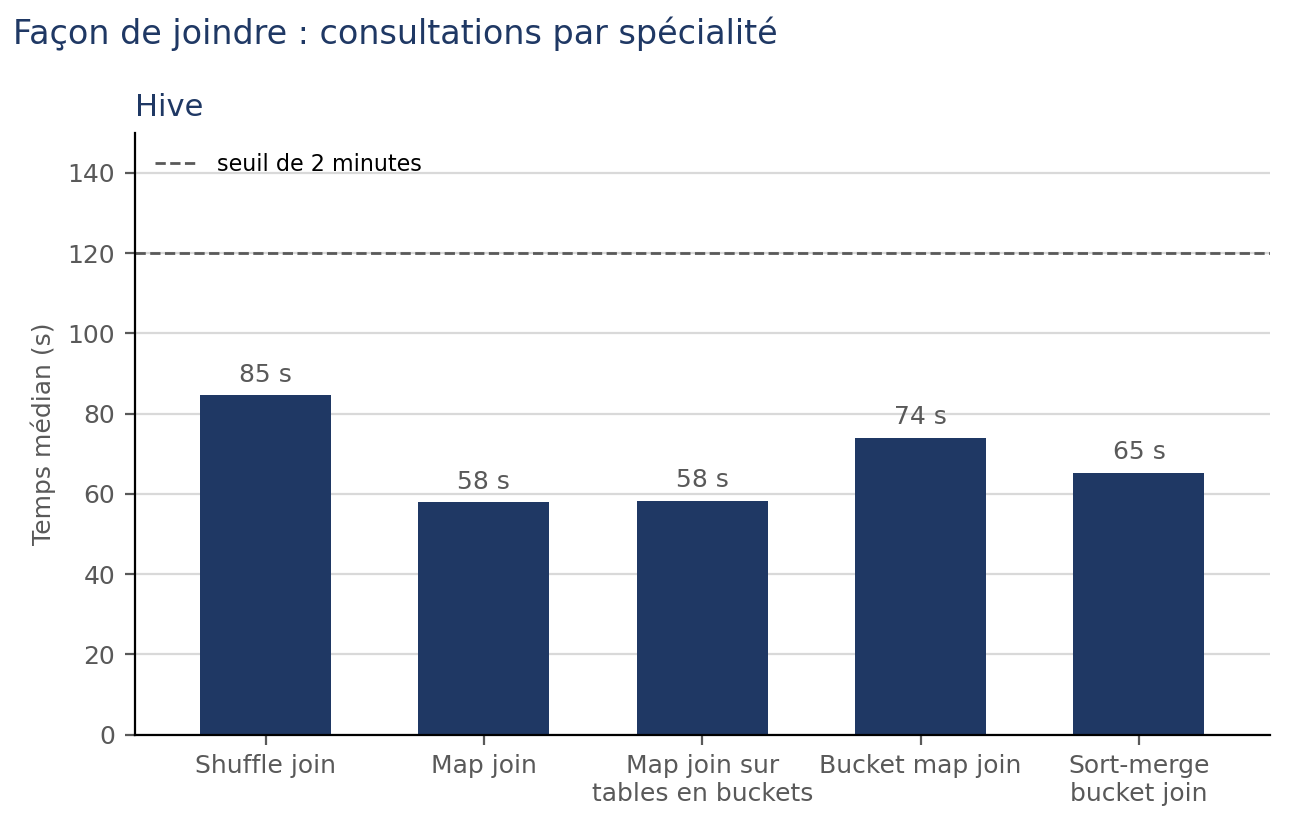 Façon de joindre : consultations par spécialité
Hive
seuil de 2 minutes
Temps médian (s)
140
120
100
80
60
40
20
0
85 s
58 s
58 s
74 s
65 s
Shuffle join
Map join
Map join sur
tables en buckets
Bucket map join
Sort-merge
bucket join